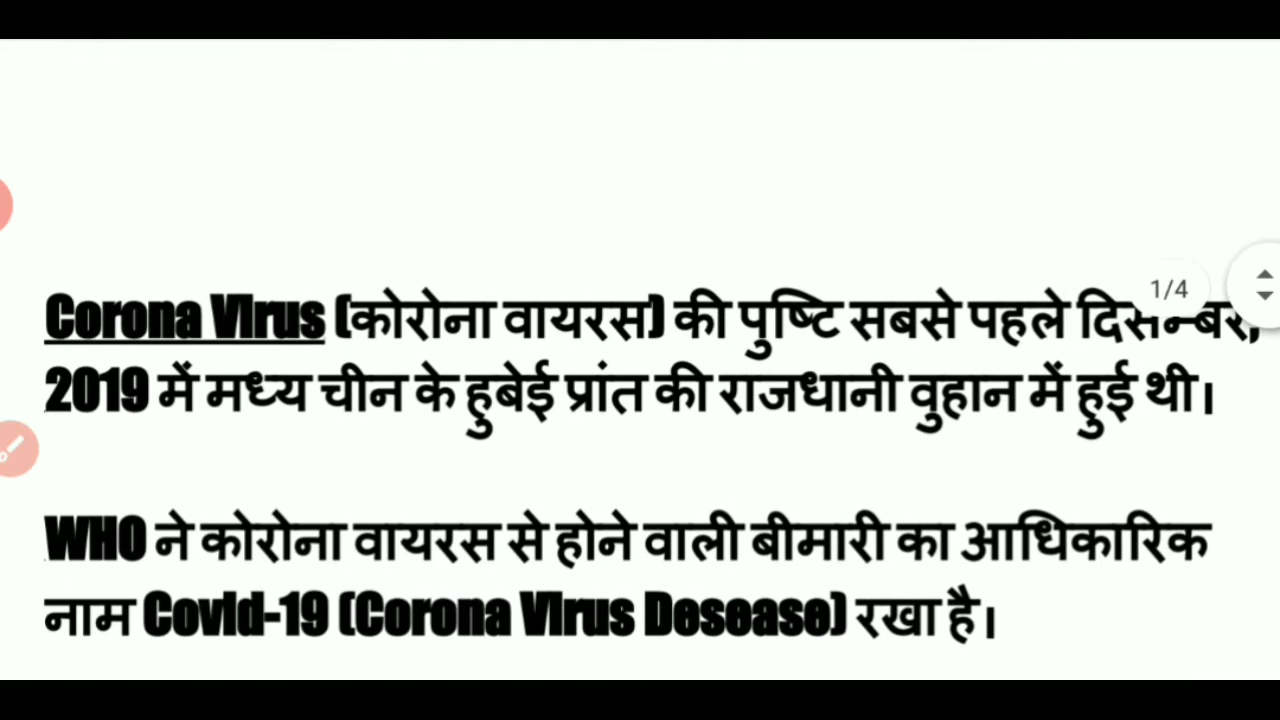 1/4
Corona Virus (कोरोना वायरस) की पुष्टि सबसे पहले दिसम्बर,
2019 में मध्य चीन के हुबेई प्रांत की राजधानी वुहान में हुई थी।
WHO ने कोरोना वायरस से होने वाली बीमारी का आधिकारिक
नाम Covid-19 (Corona Virus Desease) रखा है।